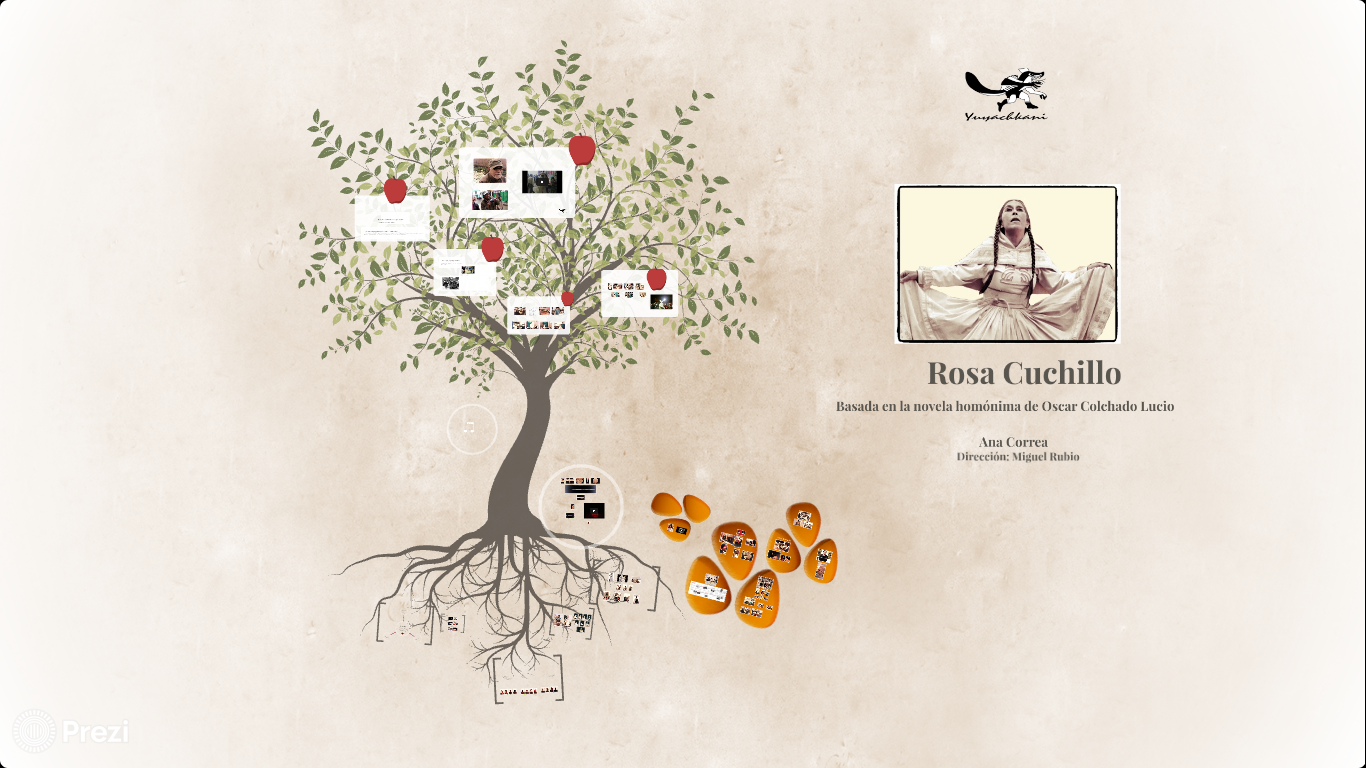 Yuyachkani
Rosa Cuchillo
Basada en la novela homónima de Oscar Colchado Lucio
Ana Correa
Dirección: Miguel Rubio
Prezi